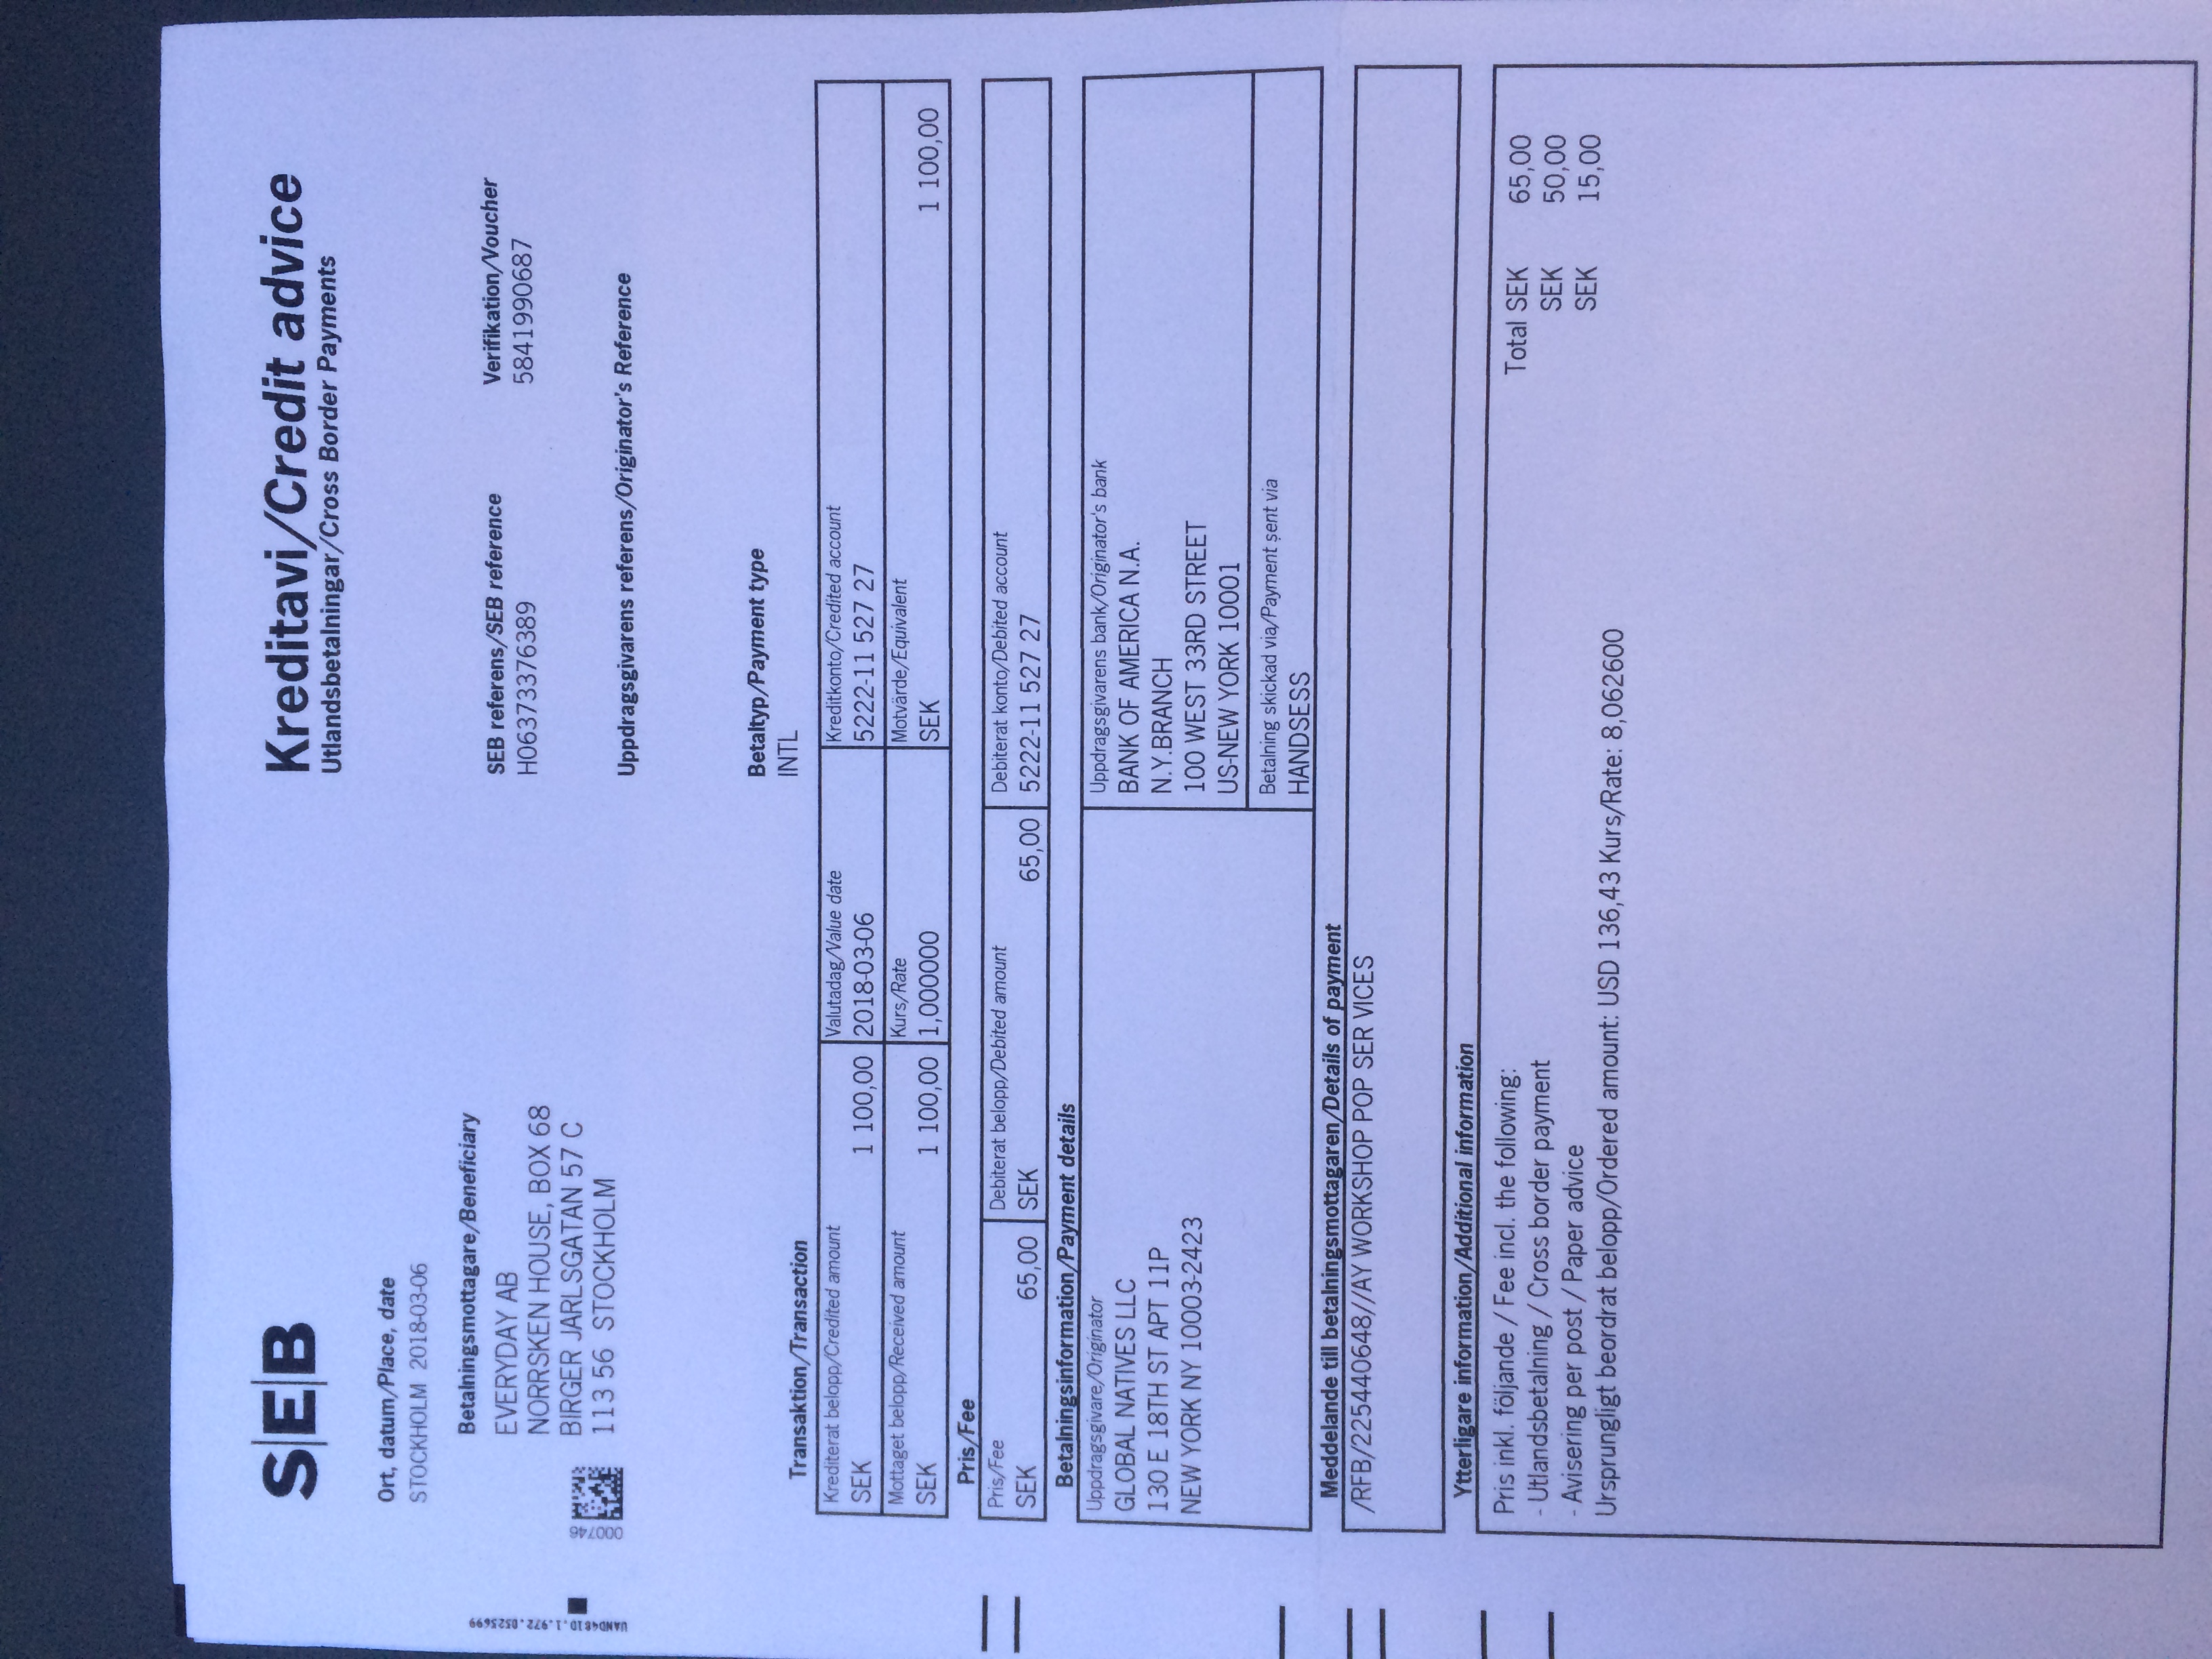 S|E|B
Kreditavi/Credit advice
Utlandsbetalningar/Cross Border Payments
Ort, datum/Place, date
STOCKHOLM 2018-03-06
Betalningsmottagare/Beneficiary
EVERYDAY AB
NORRSKEN HOUSE, BOX 68
BIRGER JARLSGATAN 57 C
113 56 STOCKHOLM
UAND481D.1.972.0323699
000746
SEB referens/SEB reference
H06373376389
Verifikation/Voucher
5841990687
Uppdragsgivarens referens/Originator's Reference
Betaltyp/Payment type
INTL
Transaktion/Transaction
Krediterat belopp/Credited amount
SEK 1 100,00
Valutadag/Value date
2018-03-06
Kreditkonto/Credited account
5222-11 527 27
Mottaget belopp/Received amount
SEK 1 100,00
Kurs/Rate
1,000000
Motvärde/Equivalent
SEK 1 100,00
Pris/Fee
Pris/Fee
SEK 65,00
Debiterat belopp/Debited amount
SEK 65,00
Debiterat konto/Debited account
5222-11 527 27
Betalningsinformation/Payment details
Uppdragsgivare/Originator
GLOBAL NATIVES LLC
130 E 18TH ST APT 11P
NEW YORK NY 10003-2423
Uppdragsgivarens bank/Originator's bank
BANK OF AMERICA N.A.
N.Y.BRANCH
100 WEST 33RD STREET
US-NEW YORK 10001
Betalning skickad via/Payment sent via
HANDSESS
Meddelande till betalningsmottagaren/Details of payment
/RFB/225440648//AY WORKSHOP POP SER VICES
Ytterligare information/Additional information
Pris inkl. följande / Fee incl. the following: Total SEK 65,00
- Utlandsbetalning / Cross border payment SEK 50,00
- Avisering per post / Paper advice SEK 15,00
Ursprungligt beordrat belopp/Ordered amount: USD 136,43 Kurs/Rate: 8,062600